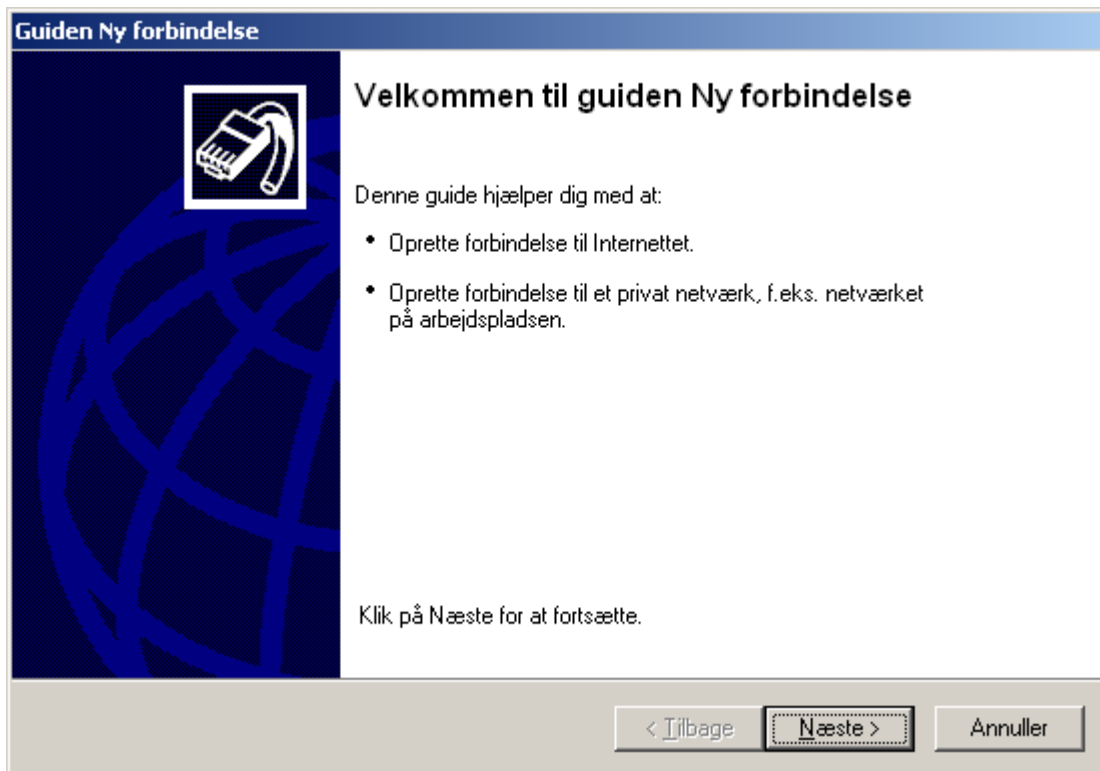 Guiden Ny forbindelse
Velkommen til guiden Ny forbindelse
Denne guide hjælper dig med at:
• Oprette forbindelse til Internettet.
• Oprette forbindelse til et privat netværk, f.eks. netværket
på arbejdspladsen.
Klik på Næste for at fortsætte.
< Tilbage Næste > Annuller